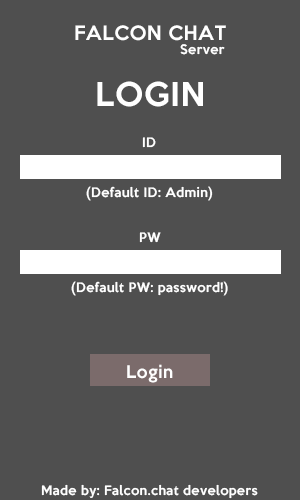 FALCON CHAT
Server
LOGIN
ID
(Default ID: Admin)
PW
(Default PW: password!)
Login
Made by: Falcon.chat developers